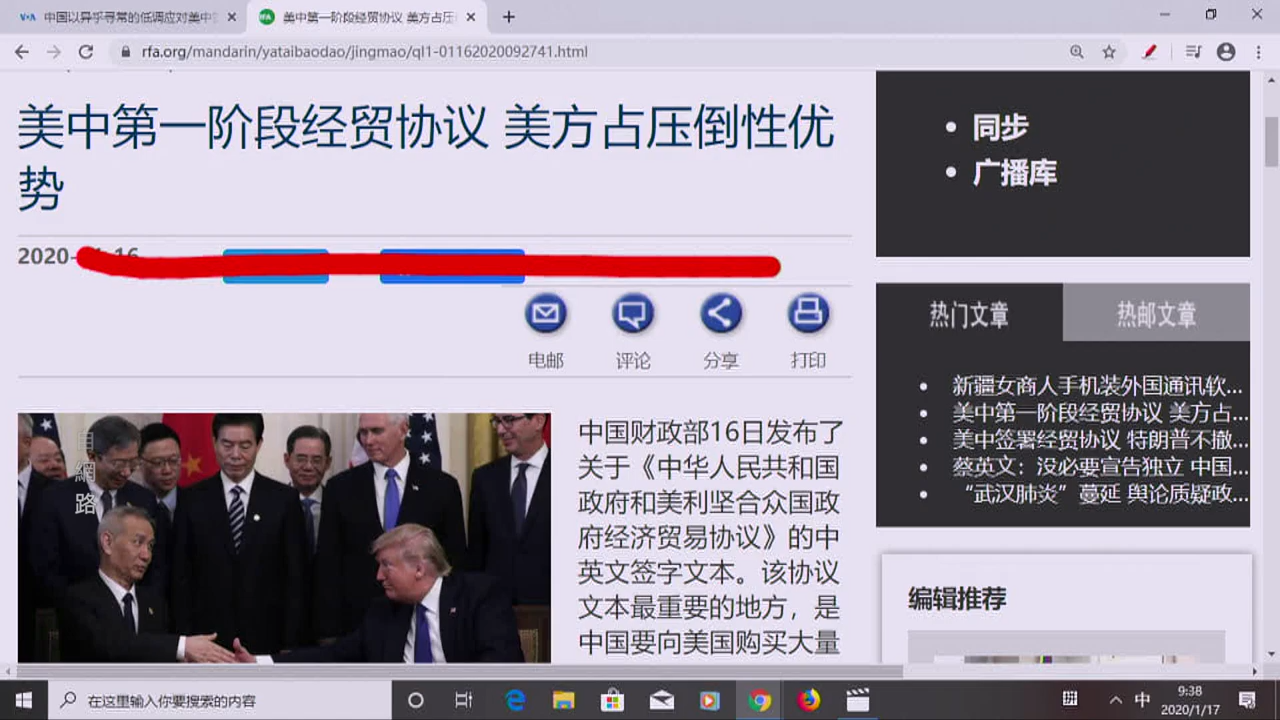 VOA 中国以异乎寻常的低调应对美中
RFA 美中第一阶段经贸协议 美方占压
rfa.org/mandarin/yataibaodao/jingmao/ql1-01162020092741.html
美中第一阶段经贸协议 美方占压倒性优
势
2020-
16
电邮
评论
分享
打印
自
網
路
中国财政部16日发布了
关于《中华人民共和国
政府和美利坚合众国政
府经济贸易协议》的中
英文签字文本。该协议
文本最重要的地方，是
中国要向美国购买大量
• 同步
• 广播库
热门文章
热邮文章
• 新疆女商人手机装外国通讯软...
• 美中第一阶段经贸协议 美方占...
• 美中签署经贸协议 特朗普不撤...
• 蔡英文：没必要宣告独立 中国...
• “武汉肺炎”蔓延 舆论质疑政...
编辑推荐
在这里输入你要搜索的内容
中
9:38
2020/1/17